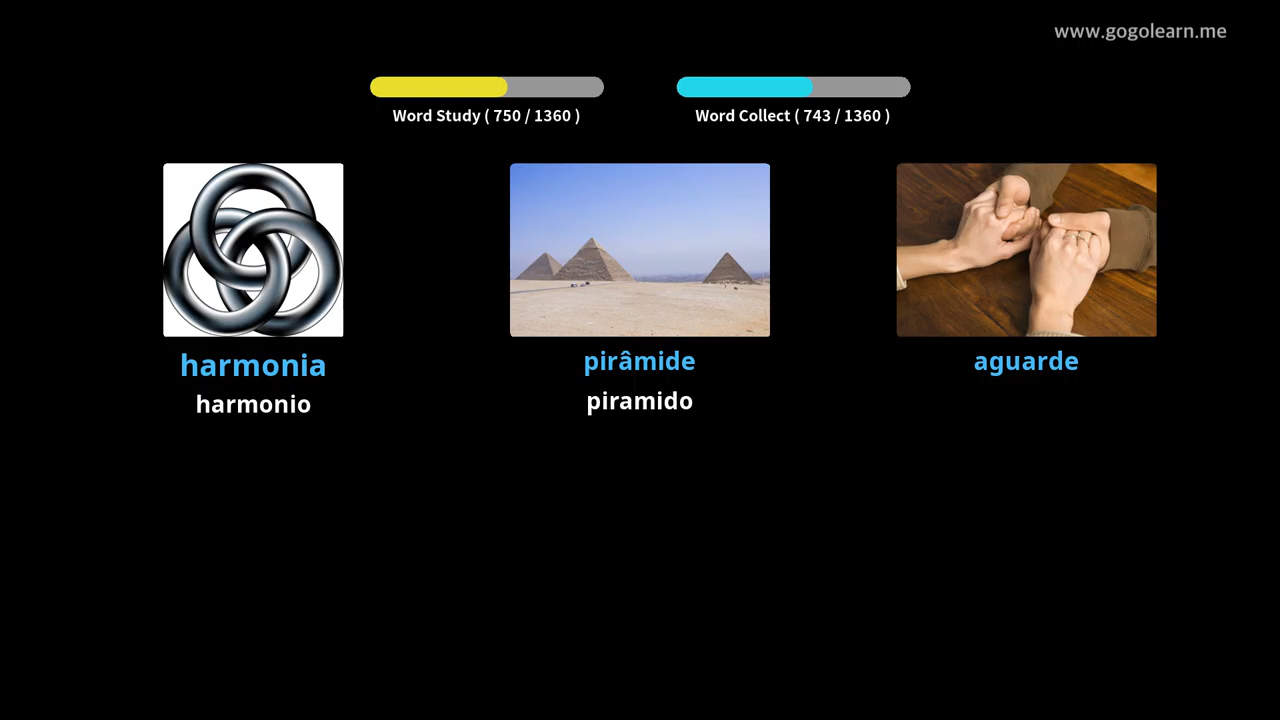 www.gogolearn.me
Word Study ( 750 / 1360 )
Word Collect ( 743 / 1360 )
harmonia
harmonio
pirâmide
piramido
aguarde